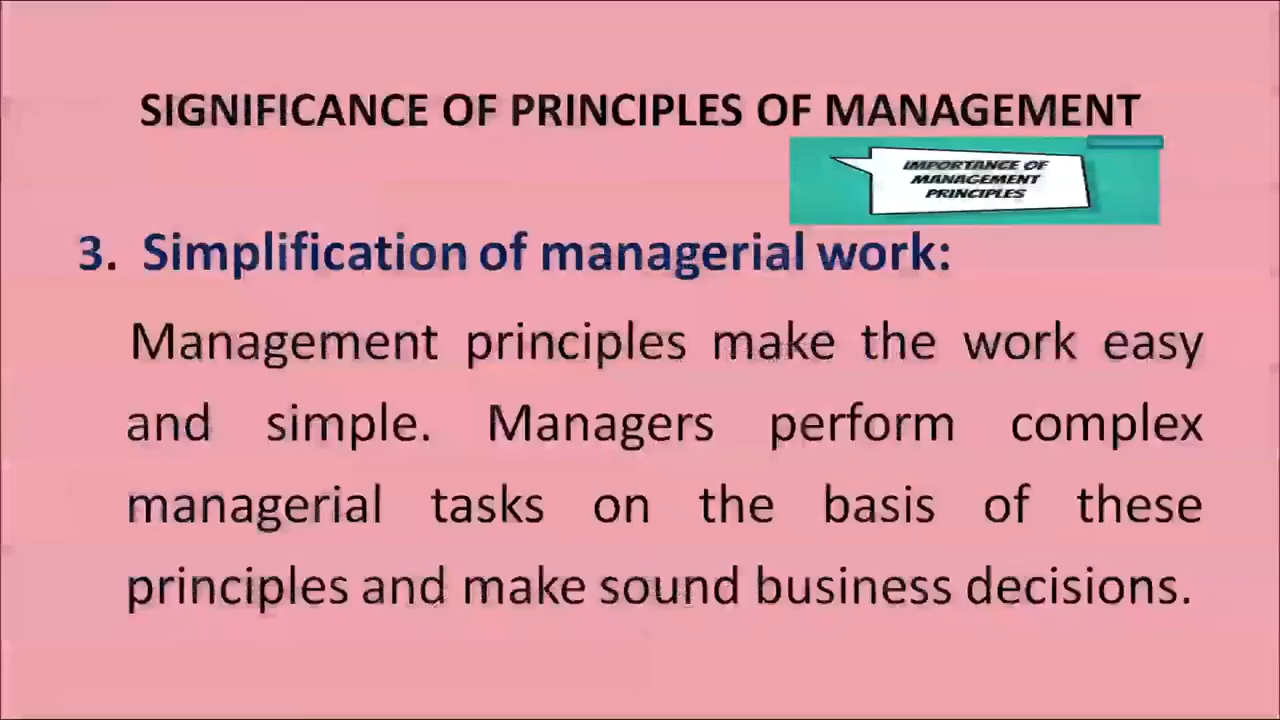 SIGNIFICANCE OF PRINCIPLES OF MANAGEMENT
IMPORTANCE OF
MANAGEMENT
PRINCIPLES
3. Simplification of managerial work:
Management principles make the work easy
and simple. Managers perform complex
managerial tasks on the basis of these
principles and make sound business decisions.